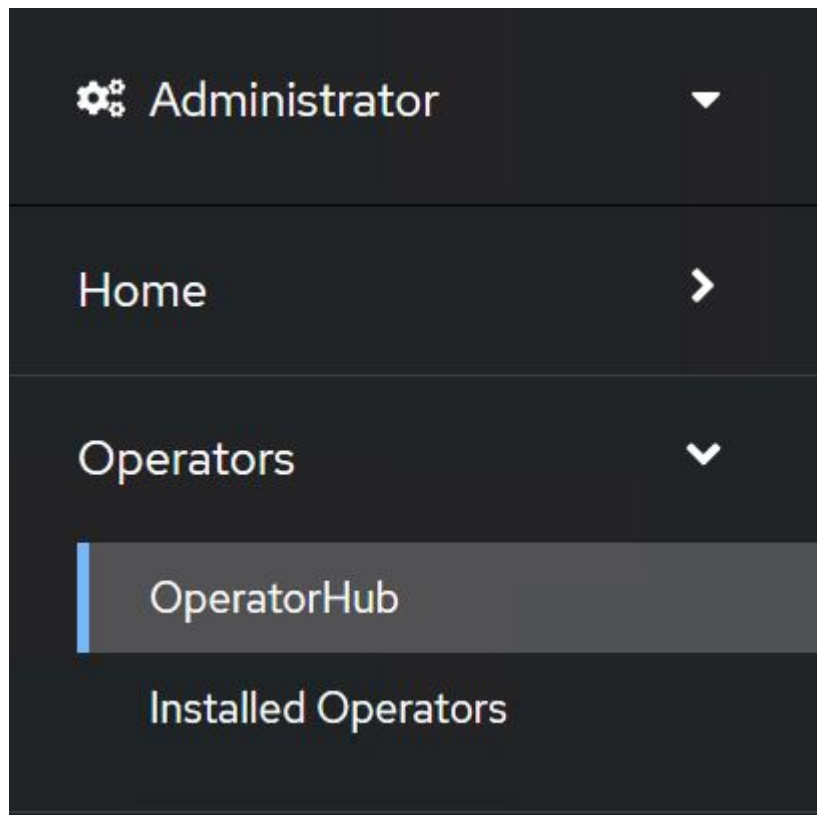 Administrator
Home
Operators
OperatorHub
Installed Operators